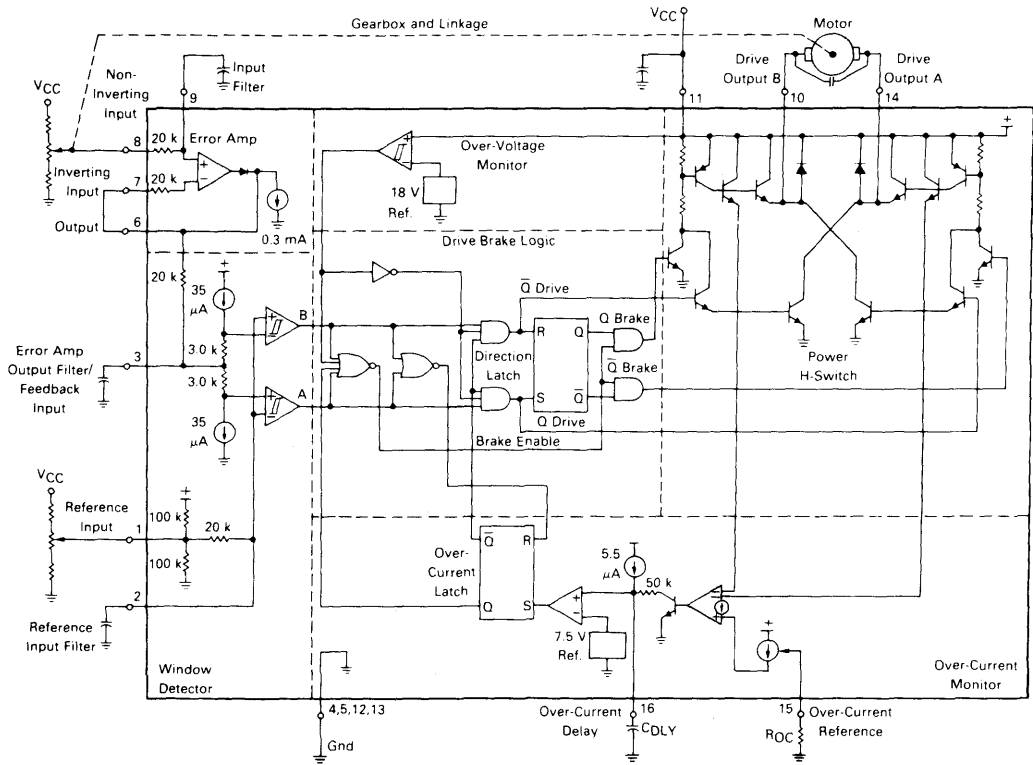 Gearbox and Linkage
VCC
Motor
Drive
Output B
Drive
Output A
Non-
Inverting
Input
Input
Filter
VCC
9
11
10
14
8
20 k
Error Amp
Inverting
Input
7
20 k
Output
6
0.3 mA
+
−
Over-Voltage
Monitor
18 V
Ref.
+
Drive Brake Logic
20 k
35
μA
+
3.0 k
3.0 k
35
μA
B
A
Error Amp
Output Filter/
Feedback
Input
3
Q̅ Drive
R
Q
Direction
Latch
S
Q̅
Q Drive
Q Brake
Q̅ Brake
Brake Enable
Power
H-Switch
VCC
Reference
Input
1
100 k
+
20 k
100 k
2
Reference
Input Filter
Q̅
R
Over-
Current
Latch
Q
S
5.5
μA
50 k
+
−
7.5 V
Ref.
+
Window
Detector
Over-Current
Monitor
4,5,12,13
Gnd
Over-Current
Delay
16
CDLY
15
Over-Current
Reference
ROC